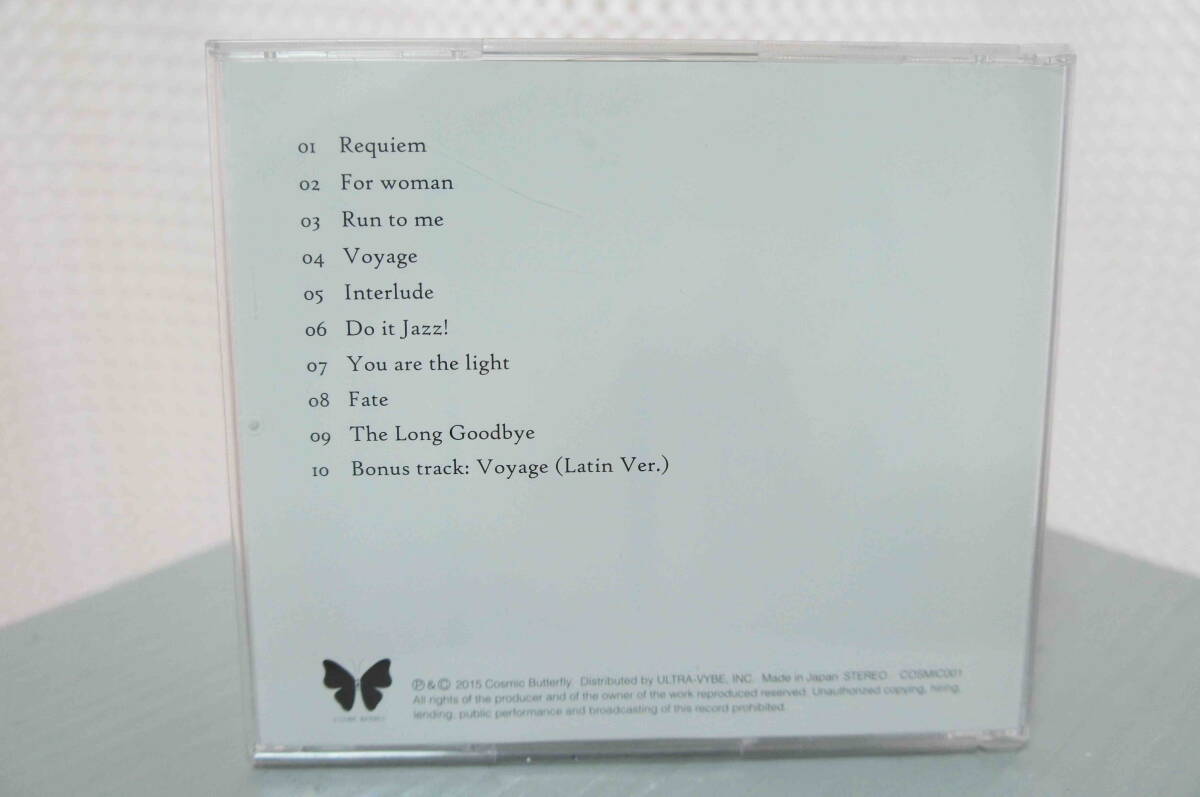 01 Requiem
02 For woman
03 Run to me
04 Voyage
05 Interlude
06 Do it Jazz!
07 You are the light
08 Fate
09 The Long Goodbye
10 Bonus track: Voyage (Latin Ver.)
℗ & © 2015 Cosmic Butterfly Distributed by ULTRA-VYBE, INC. Made in Japan STEREO COSMIC001
All rights of the producer and of the owner of the work reproduced reserved. Unauthorized copying, hiring,
lending, public performance and broadcasting of this record prohibited.